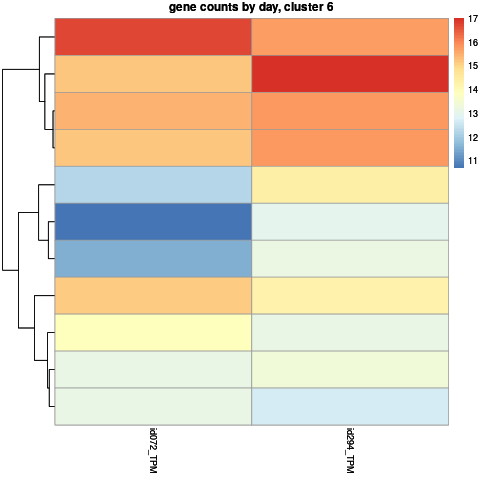 gene counts by day, cluster 6
17
16
15
14
13
12
11
id072_TPM
id294_TPM